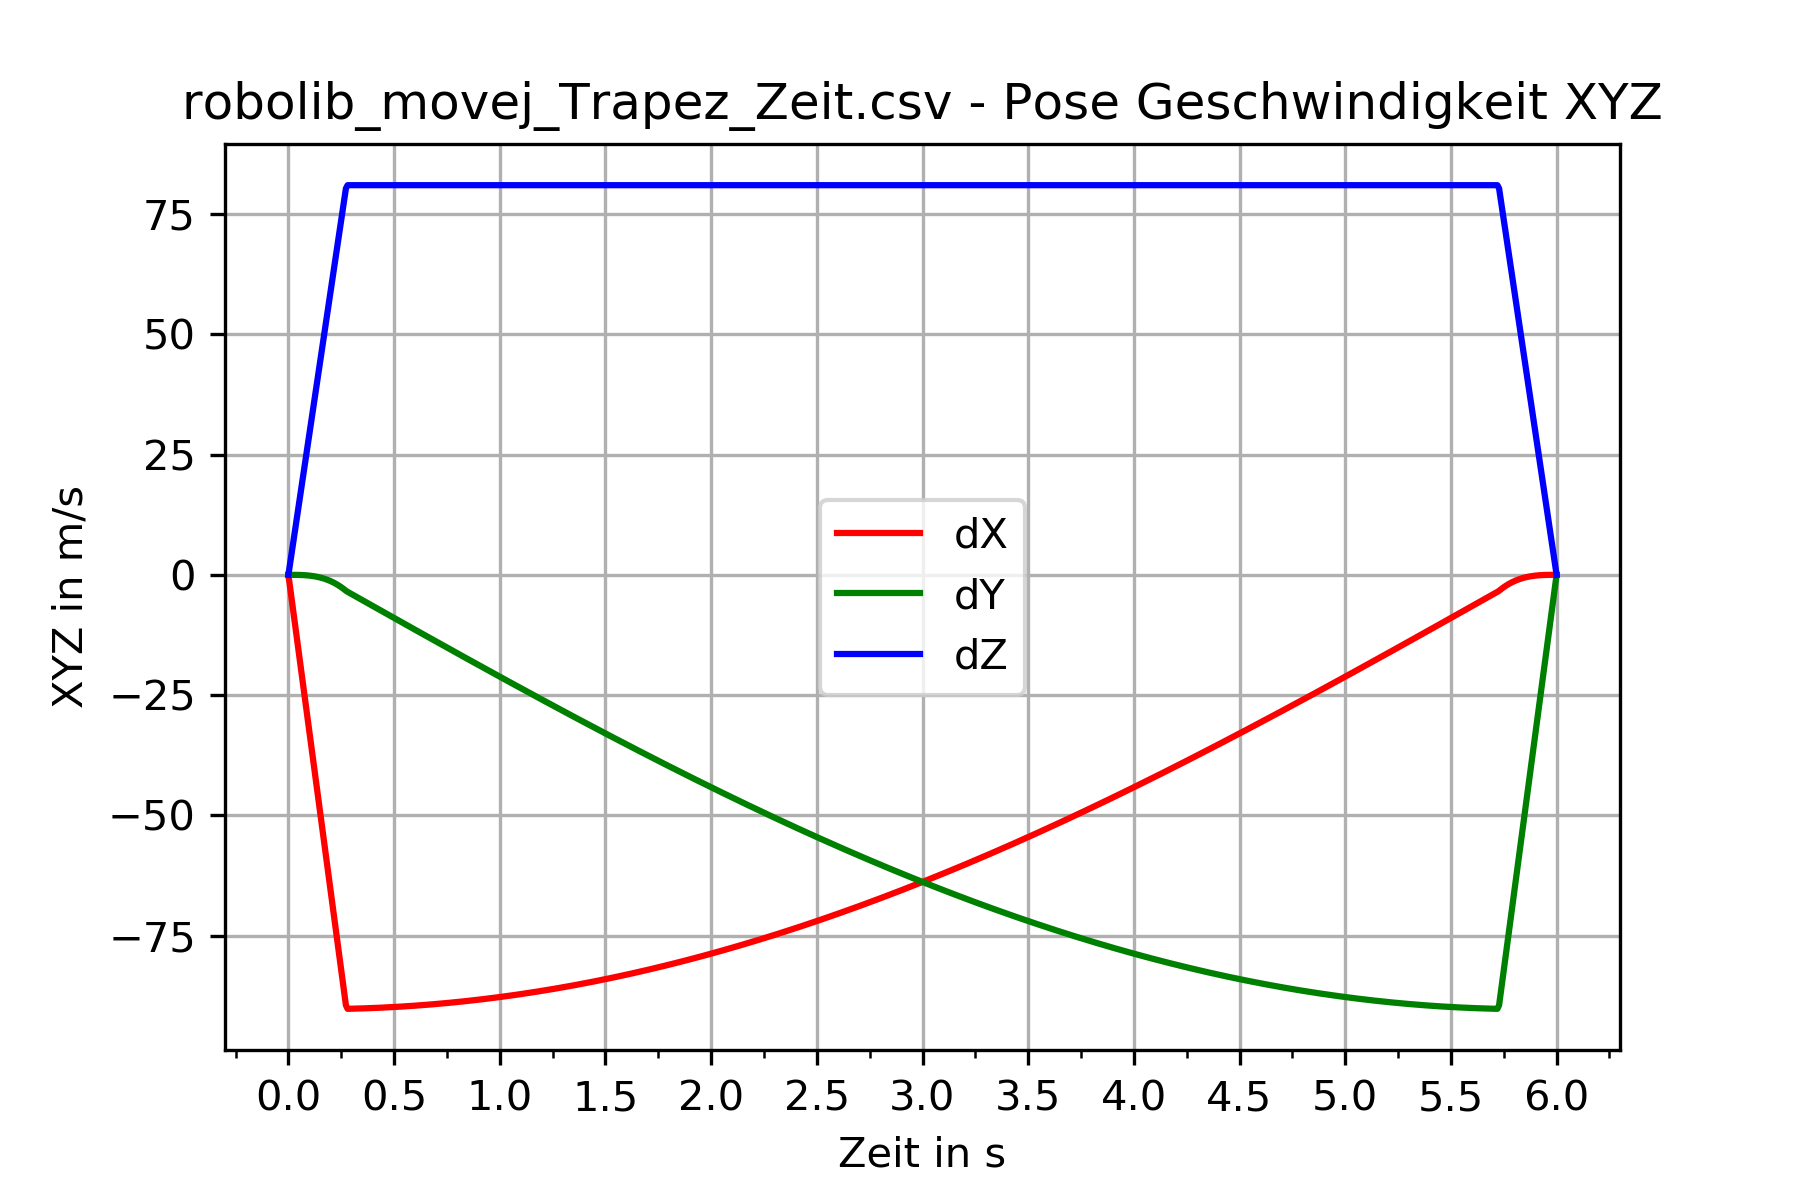 robolib_movej_Trapez_Zeit.csv - Pose Geschwindigkeit XYZ
XYZ in m/s
75
50
25
0
−25
−50
−75
dX
dY
dZ
0.0 0.5 1.0 1.5 2.0 2.5 3.0 3.5 4.0 4.5 5.0 5.5 6.0
Zeit in s